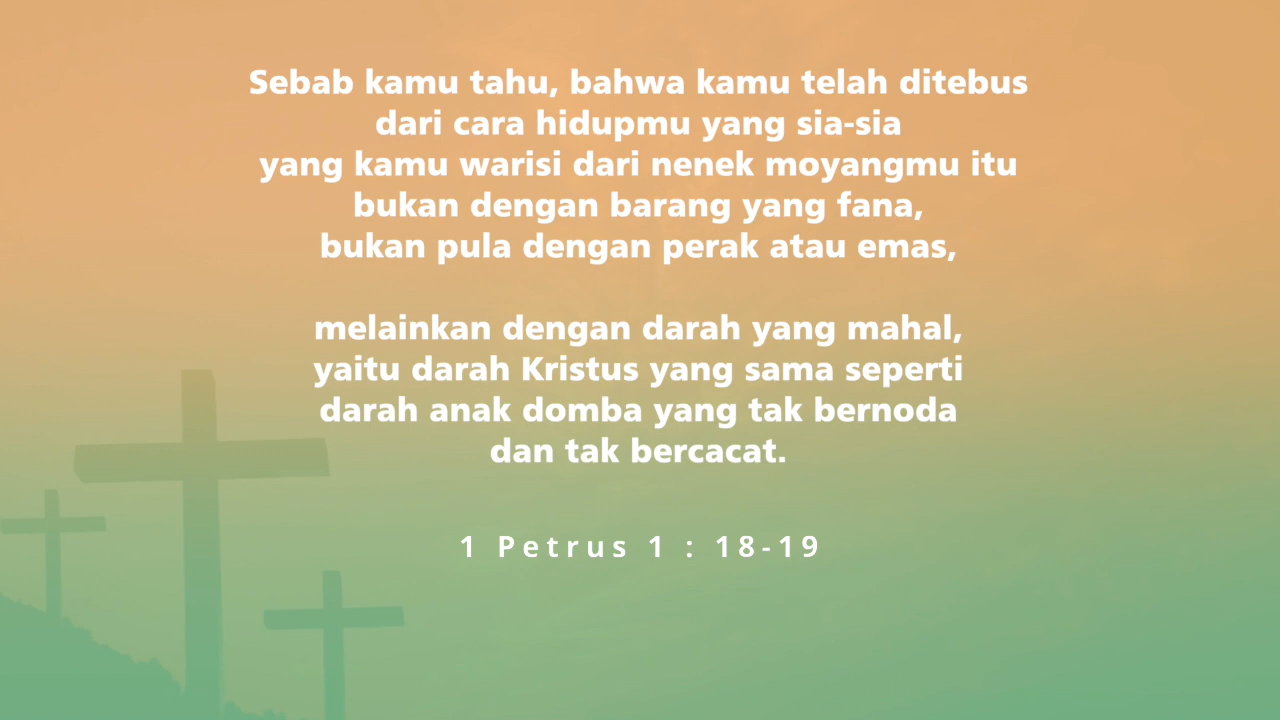 Sebab kamu tahu, bahwa kamu telah ditebus
dari cara hidupmu yang sia-sia
yang kamu warisi dari nenek moyangmu itu
bukan dengan barang yang fana,
bukan pula dengan perak atau emas,
melainkan dengan darah yang mahal,
yaitu darah Kristus yang sama seperti
darah anak domba yang tak bernoda
dan tak bercacat.
1 Petrus 1 : 18-19